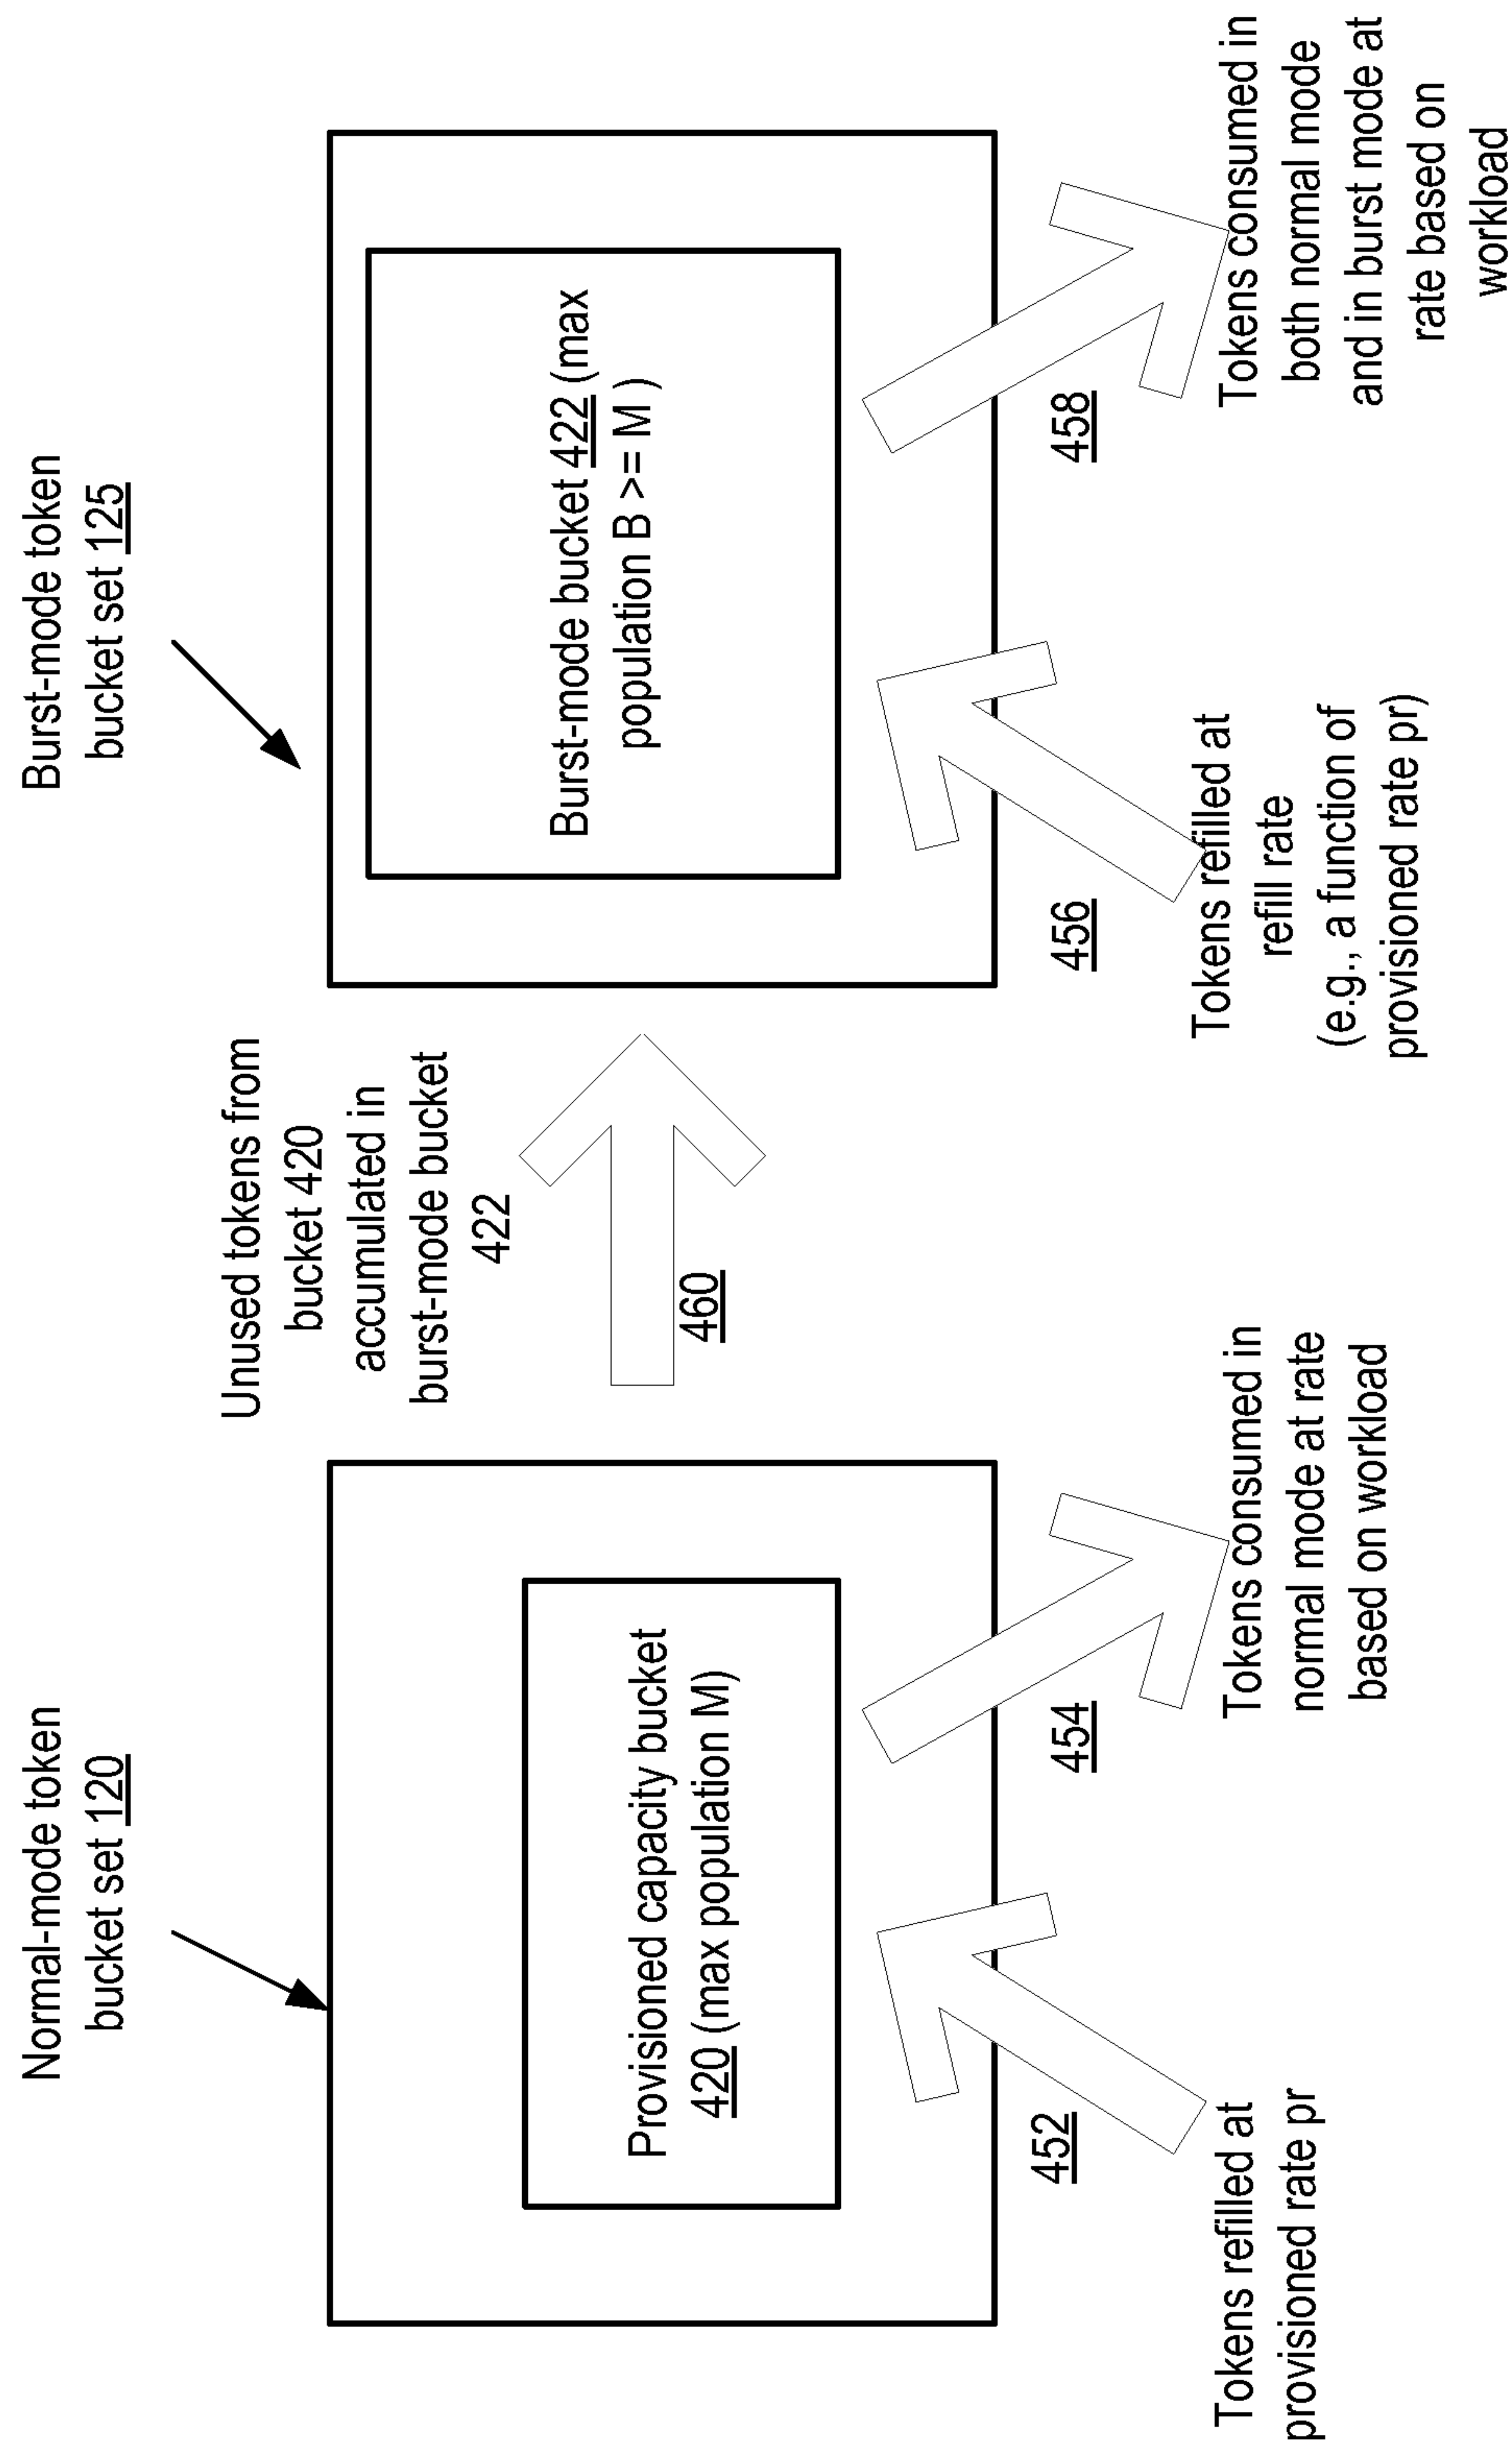 Normal-mode token
bucket set 120
Burst-mode token
bucket set 125
Unused tokens from
bucket 420
accumulated in
burst-mode bucket
422
460
Provisioned capacity bucket
420 (max population M)
Burst-mode bucket 422 (max
population B >= M )
452
454
456
458
Tokens refilled at
provisioned rate pr
Tokens consumed in
normal mode at rate
based on workload
Tokens refilled at
refill rate
(e.g., a function of
provisioned rate pr)
Tokens consumed in
both normal mode
and in burst mode at
rate based on
workload